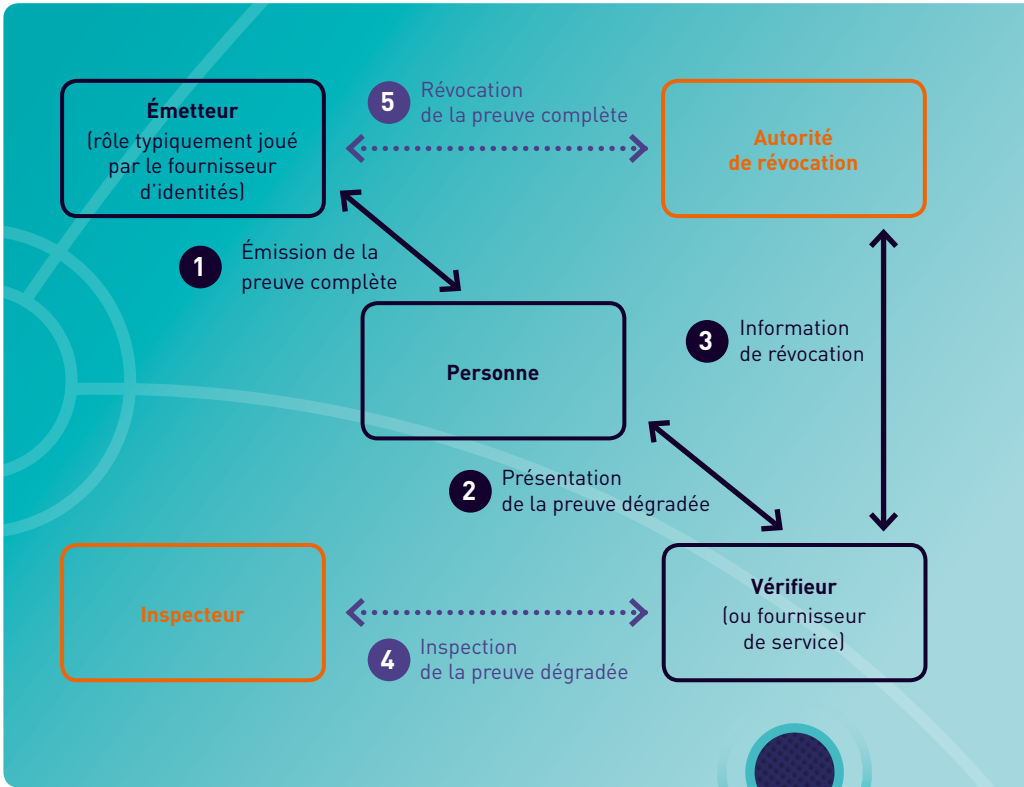 Émetteur
(rôle typiquement joué
par le fournisseur
d'identités)
5
Révocation
de la preuve complète
Autorité
de révocation
1
Émission de la
preuve complète
Personne
3
Information
de révocation
2
Présentation
de la preuve dégradée
Inspecteur
4
Inspection
de la preuve dégradée
Vérifieur
(ou fournisseur
de service)